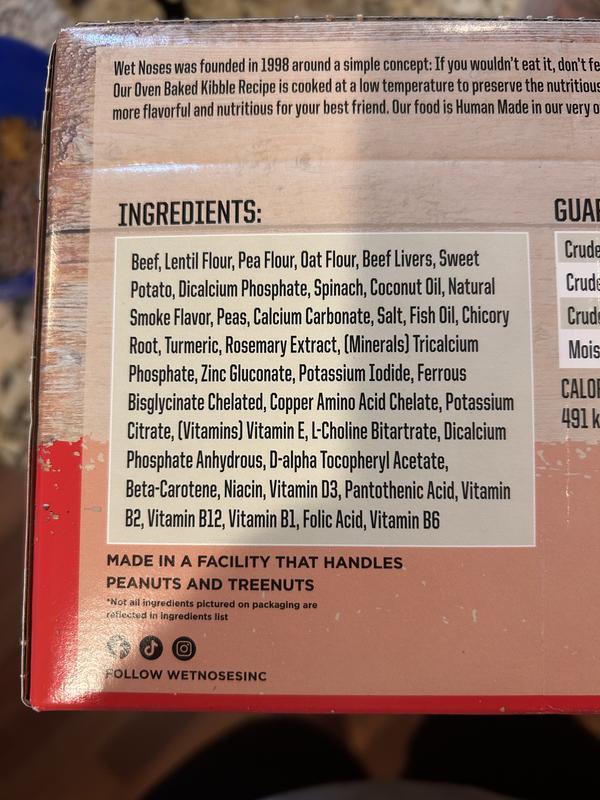 Wet Noses was founded in 1998 around a simple concept: If you wouldn't eat it, don't
Our Oven Baked Kibble Recipe is cooked at a low temperature to preserve the nutritious
more flavorful and nutritious for your best friend. Our food is Human Made in our very
INGREDIENTS:
Beef, Lentil Flour, Pea Flour, Oat Flour, Beef Livers, Sweet
Potato, Dicalcium Phosphate, Spinach, Coconut Oil, Natural
Smoke Flavor, Peas, Calcium Carbonate, Salt, Fish Oil, Chicory
Root, Turmeric, Rosemary Extract, (Minerals) Tricalcium
Phosphate, Zinc Gluconate, Potassium Iodide, Ferrous
Bisglycinate Chelated, Copper Amino Acid Chelate, Potassium
Citrate, (Vitamins) Vitamin E, L-Choline Bitartrate, Dicalcium
Phosphate Anhydrous, D-alpha Tocopheryl Acetate,
Beta-Carotene, Niacin, Vitamin D3, Pantothenic Acid, Vitamin
B2, Vitamin B12, Vitamin B1, Folic Acid, Vitamin B6
MADE IN A FACILITY THAT HANDLES
PEANUTS AND TREENUTS
*Not all ingredients pictured on packaging are
reflected in ingredients list
FOLLOW WETNOSESINC
GUAR
Crude
Crude
Crude
Mois
CALOR
491 k